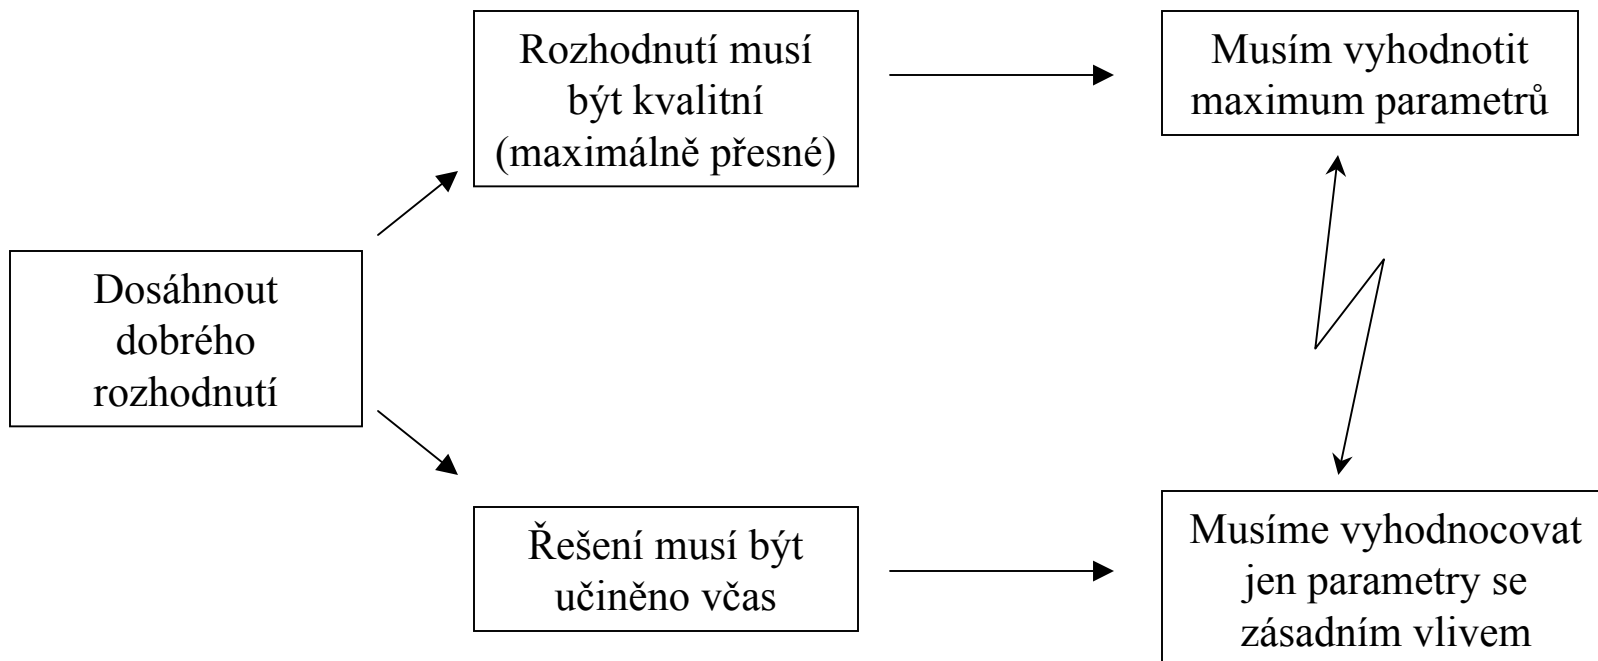 Rozhodnutí musí
být kvalitní
(maximálně přesné)
Musím vyhodnotit
maximum parametrů
Dosáhnout
dobrého
rozhodnutí
Řešení musí být
učiněno včas
Musíme vyhodnocovat
jen parametry se
zásadním vlivem